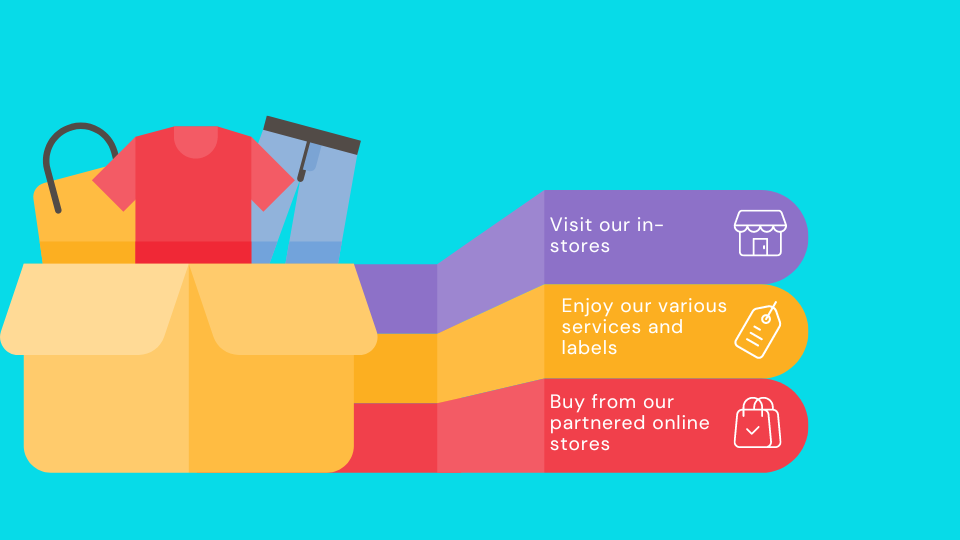 Visit our in-
stores
Enjoy our various
services and
labels
Buy from our
partnered online
stores